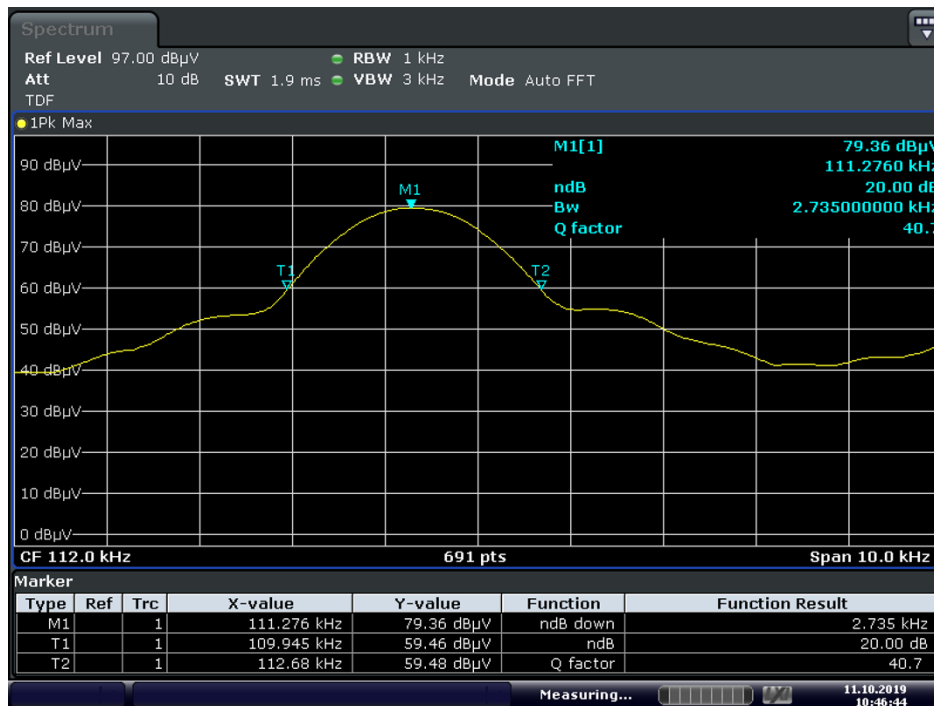 Spectrum
Ref Level 97.00 dBµV RBW 1 kHz
Att 10 dB SWT 1.9 ms VBW 3 kHz Mode Auto FFT
TDF
1Pk Max
M1[1] 79.36 dBµV
111.2760 kHz
90 dBµV
ndB 20.00 dB
M1
80 dBµV
Bw 2.735000000 kHz
Q factor 40.7
70 dBµV
T1 T2
60 dBµV
50 dBµV
40 dBµV
30 dBµV
20 dBµV
10 dBµV
0 dBµV
CF 112.0 kHz 691 pts Span 10.0 kHz
Marker
Type Ref Trc X-value Y-value Function Function Result
M1 1 111.276 kHz 79.36 dBµV ndB down 2.735 kHz
T1 1 109.945 kHz 59.46 dBµV ndB 20.00 dB
T2 1 112.68 kHz 59.48 dBµV Q factor 40.7
Measuring... 11.10.2019
10:46:44